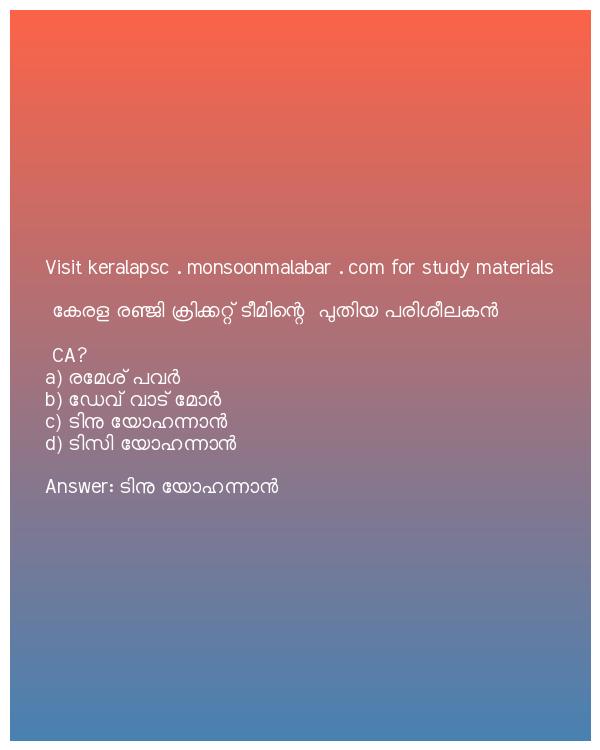 Visit keralapsc . monsoonmalabar . com for study materials
കേരള രഞ്ജി ക്രിക്കറ്റ് ടീമിന്റെ പുതിയ പരിശീലകൻ
CA?
a) രമേശ് പവർ
b) ഡേവ് വാട് മോർ
c) ടിനു യോഹന്നാൻ
d) ടിസി യോഹന്നാൻ
Answer: ടിനു യോഹന്നാൻ